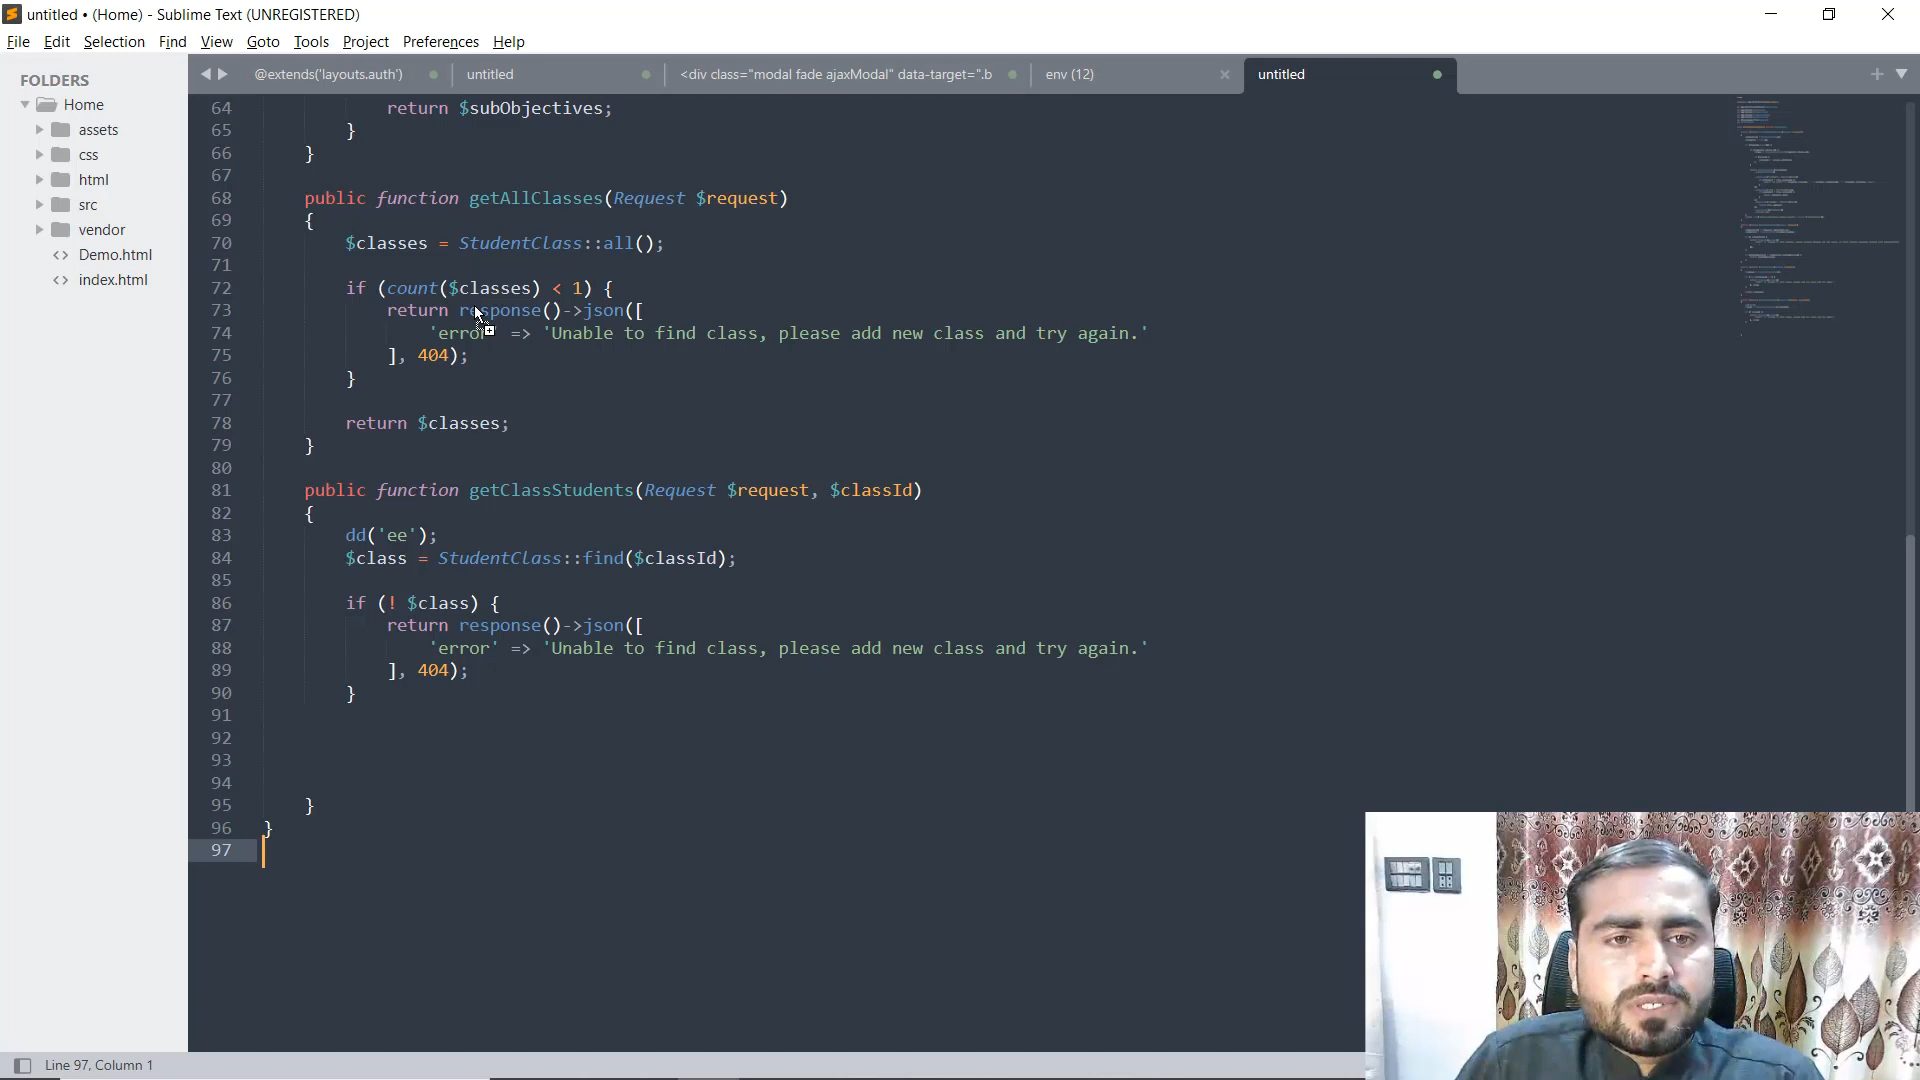 untitled • (Home) - Sublime Text (UNREGISTERED)
File Edit Selection Find View Goto Tools Project Preferences Help
FOLDERS
Home
assets
css
html
src
vendor
Demo.html
index.html
@extends('layouts.auth') untitled <div class="modal fade ajaxModal" data-target=".b env (12) untitled
64 return $subObjectives;
65 }
66 }
67
68 public function getAllClasses(Request $request)
69 {
70 $classes = StudentClass::all();
71
72 if (count($classes) < 1) {
73 return response()->json([
74 'error' => 'Unable to find class, please add new class and try again.'
75 ], 404);
76 }
77
78 return $classes;
79 }
80
81 public function getClassStudents(Request $request, $classId)
82 {
83 dd('ee');
84 $class = StudentClass::find($classId);
85
86 if (! $class) {
87 return response()->json([
88 'error' => 'Unable to find class, please add new class and try again.'
89 ], 404);
90 }
91
92
93
94
95 }
96 }
97
Line 97, Column 1